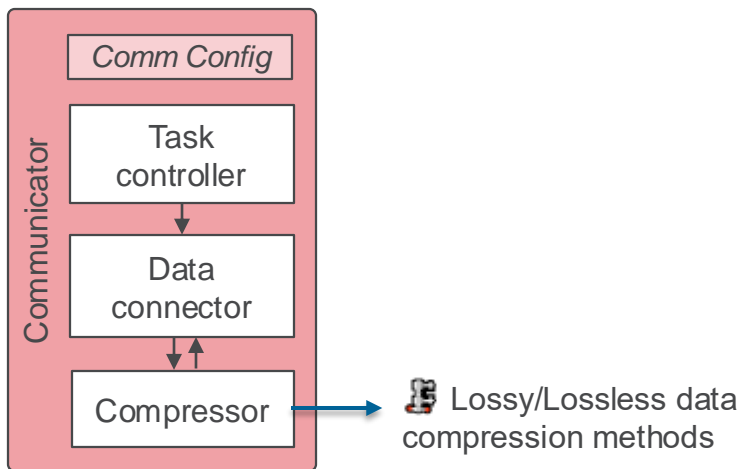 Comm Config
Communicator
Task
controller
Data
connector
Compressor
Lossy/Lossless data
compression methods